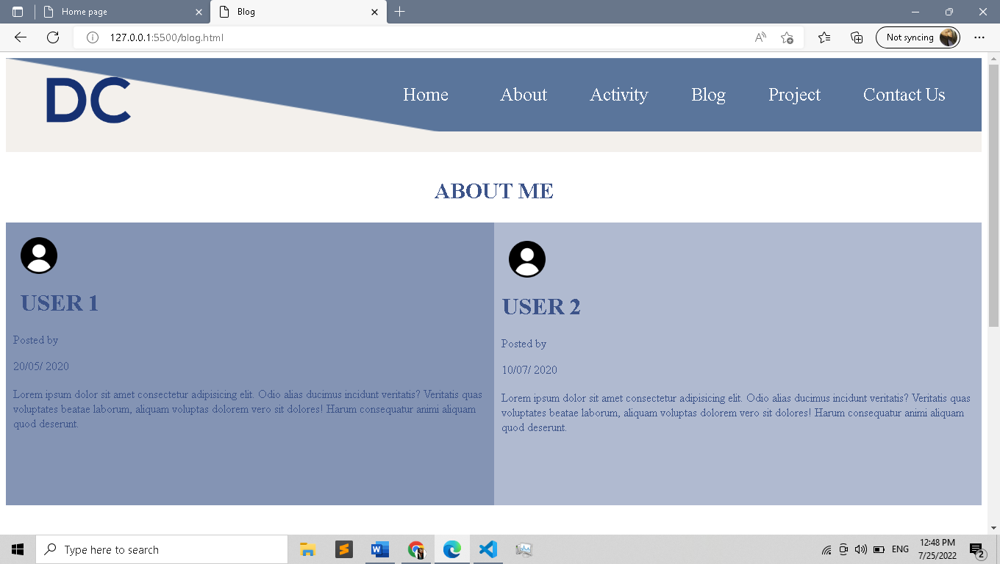 Home page
Blog
127.0.0.1:5500/blog.html
Not syncing
DC
Home About Activity Blog Project Contact Us
ABOUT ME
USER 1
Posted by
20/05/ 2020
Lorem ipsum dolor sit amet consectetur adipisicing elit. Odio alias ducimus incidunt veritatis? Veritatis quas
voluptates beatae laborum, aliquam voluptas dolorem vero sit dolores! Harum consequatur animi aliquam
quod deserunt.
USER 2
Posted by
10/07/ 2020
Lorem ipsum dolor sit amet consectetur adipisicing elit. Odio alias ducimus incidunt veritatis? Veritatis quas
voluptates beatae laborum, aliquam voluptas dolorem vero sit dolores! Harum consequatur animi aliquam
quod deserunt.
Type here to search
ENG
12:48 PM
7/25/2022
2